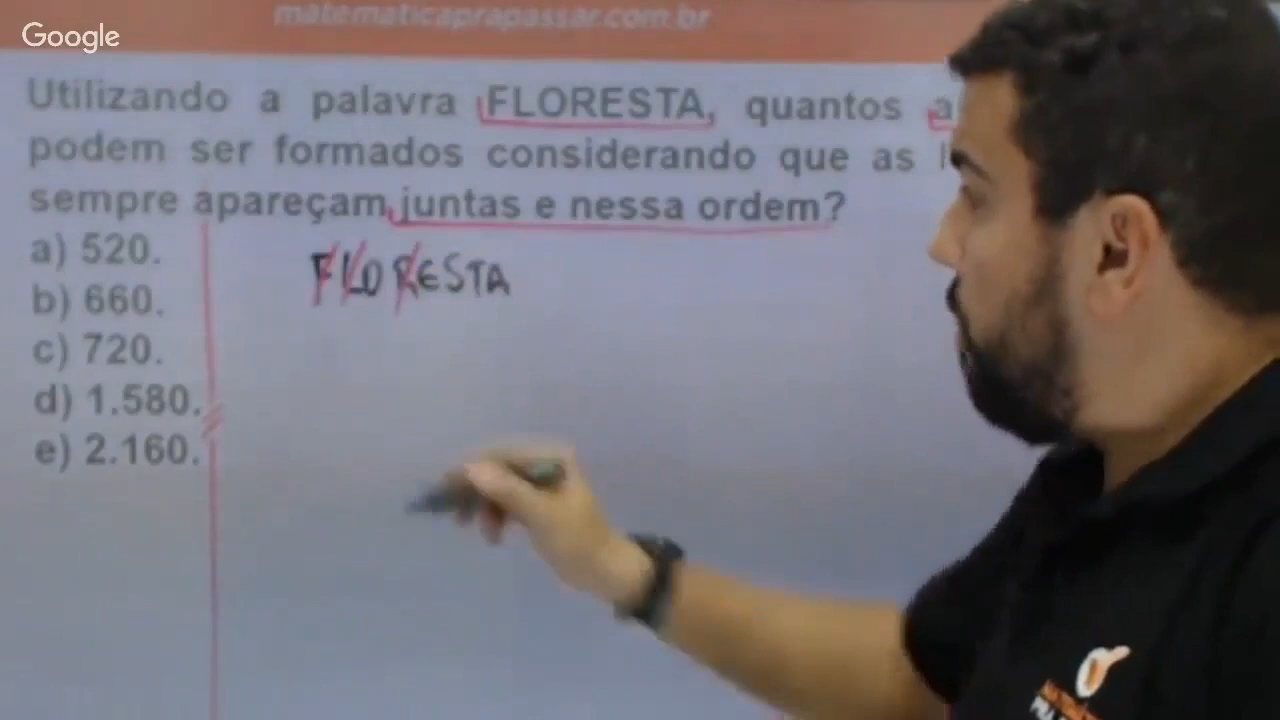 matematicaprapassar.com.br
Google
Utilizando a palavra FLORESTA, quantos a
podem ser formados considerando que as l
sempre apareçam juntas e nessa ordem?
a) 520.
b) 660.
c) 720.
d) 1.580.
e) 2.160.
FLORESTA